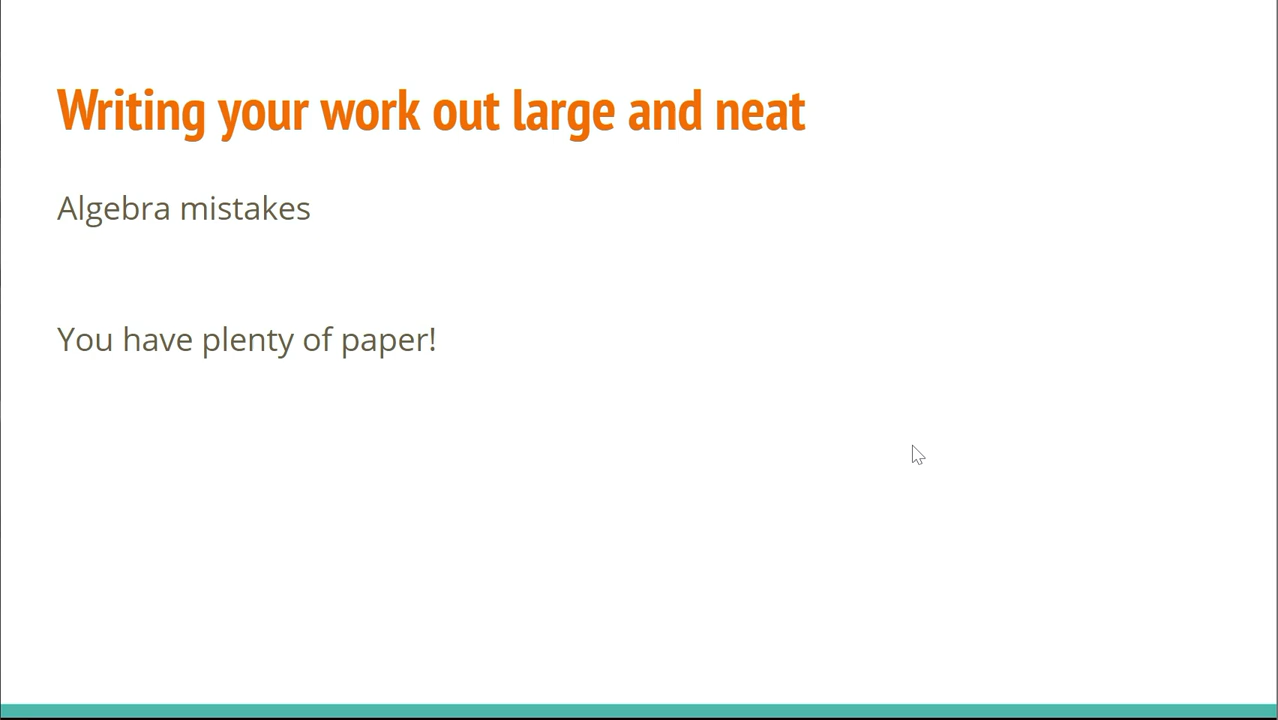 Writing your work out large and neat
Algebra mistakes
You have plenty of paper!